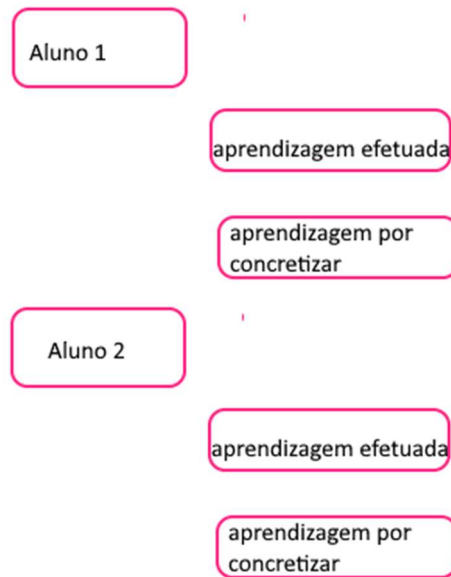 Aluno 1
aprendizagem efetuada
aprendizagem por
concretizar
Aluno 2
aprendizagem efetuada
aprendizagem por
concretizar